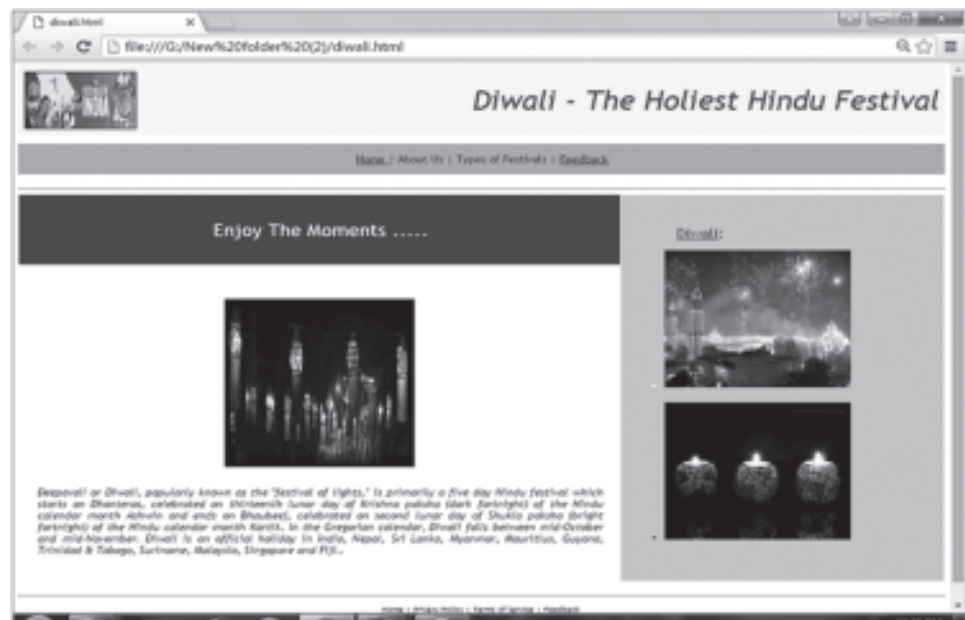 diwali.html
file:///G:/New%20folder%20(2)/diwali.html
Diwali - The Holiest Hindu Festival
Home | About Us | Types of Festivals | Feedback
Enjoy The Moments .....
Diwali:
Deepavali or Diwali, popularly known as the "festival of lights," is primarily a five day Hindu festival which
starts on Dhanteras, celebrated on thirteenth lunar day of Krishna paksha (dark fortnight) of the Hindu
calendar month Ashwin and ends on Bhaubeej, celebrated on second lunar day of Shukla paksha (bright
fortnight) of the Hindu calendar month Kartik. In the Gregorian calendar, Diwali falls between mid-October
and mid-November. Diwali is an official holiday in India, Nepal, Sri Lanka, Myanmar, Mauritius, Guyana,
Trinidad & Tobago, Suriname, Malaysia, Singapore and Fiji..
Home | Privacy Policy | Terms of Service | Feedback